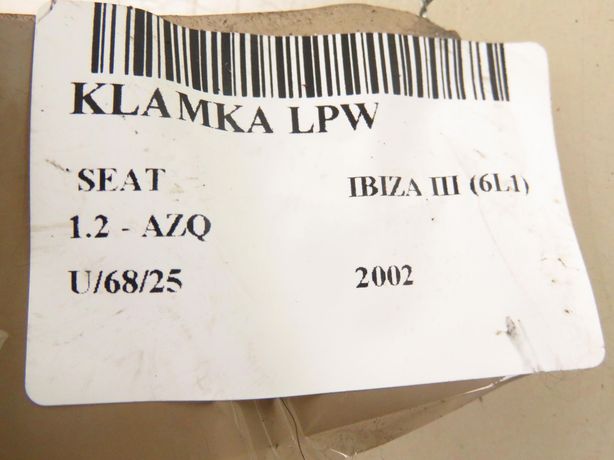 KLAMKA LPW
SEAT IBIZA III (6L1)
1.2 - AZQ
U/68/25 2002